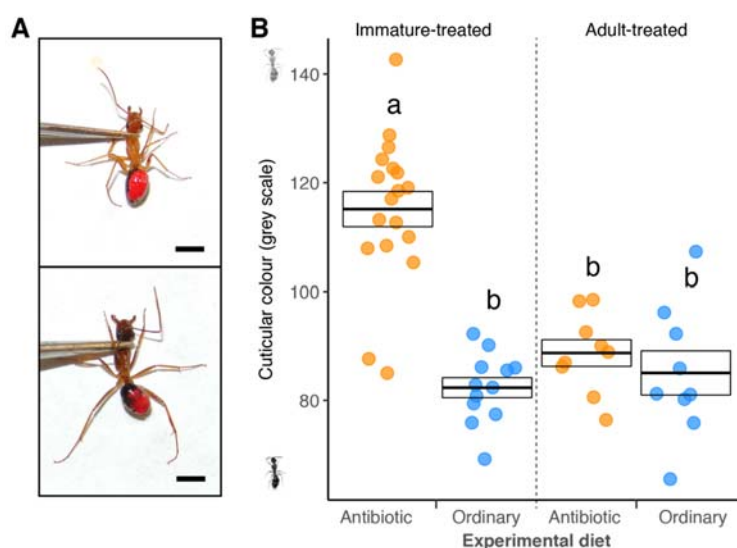 A
B
Immature-treated
Adult-treated
Cuticular colour (grey scale)
140
120
100
80
a
b
b
b
Antibiotic
Ordinary
Antibiotic
Ordinary
Experimental diet